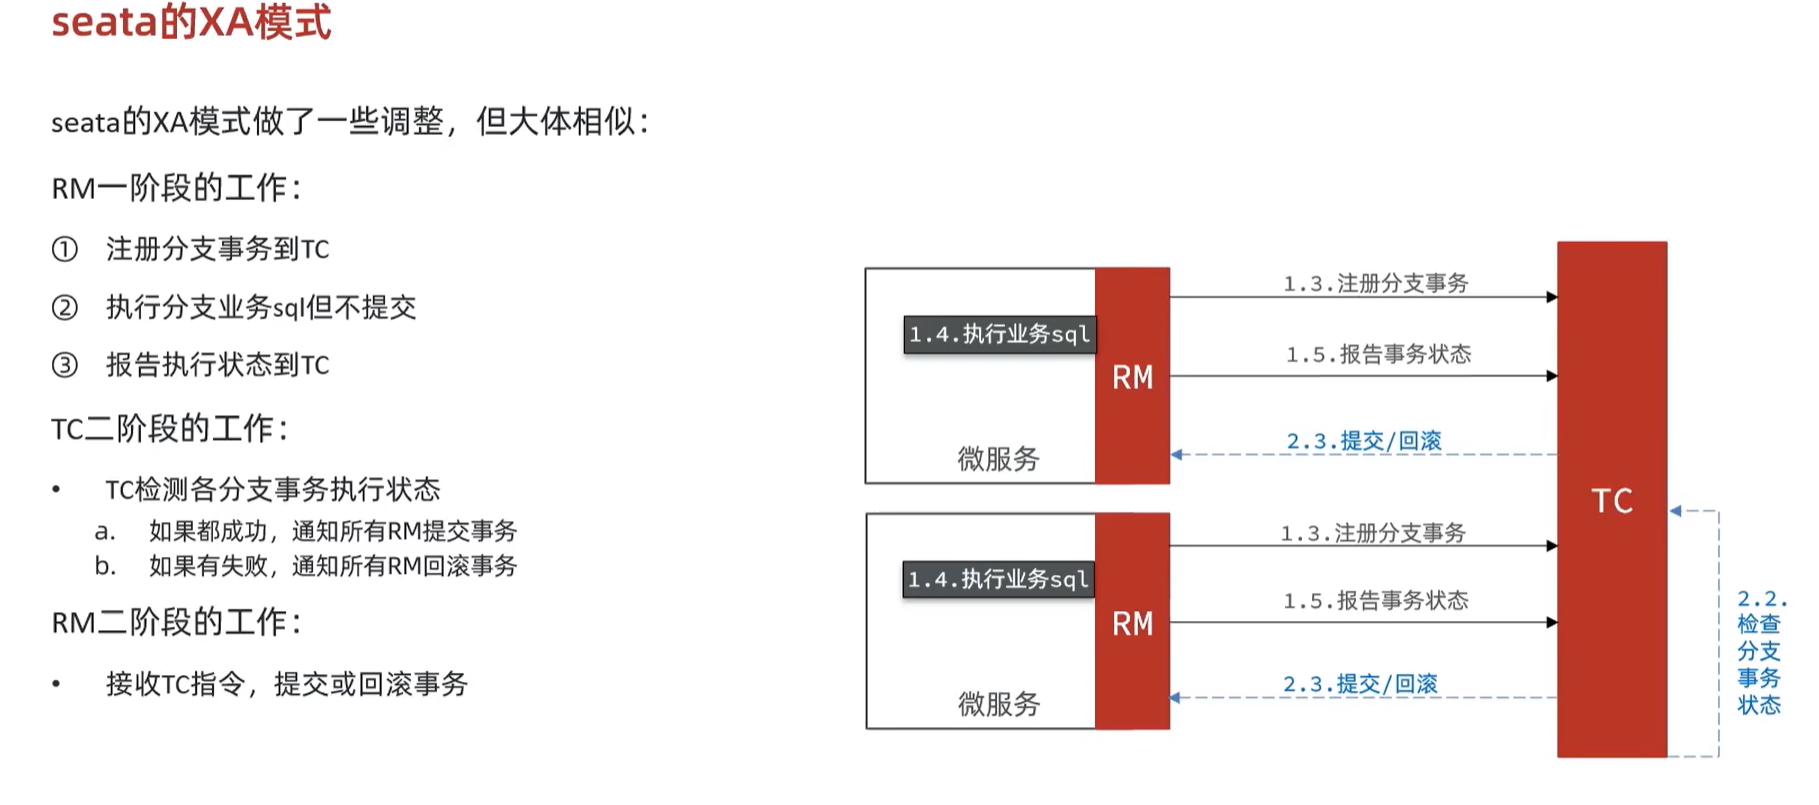 seata的XA模式
seata的XA模式做了一些调整，但大体相似：
RM一阶段的工作：
① 注册分支事务到TC
② 执行分支业务sql但不提交
③ 报告执行状态到TC
TC二阶段的工作：
• TC检测各分支事务执行状态
a. 如果都成功，通知所有RM提交事务
b. 如果有失败，通知所有RM回滚事务
RM二阶段的工作：
• 接收TC指令，提交或回滚事务
1.3.注册分支事务
1.4.执行业务sql
RM
1.5.报告事务状态
2.3.提交/回滚
微服务
1.3.注册分支事务
1.4.执行业务sql
RM
1.5.报告事务状态
2.3.提交/回滚
微服务
TC
2.2.
检查
分支
事务
状态